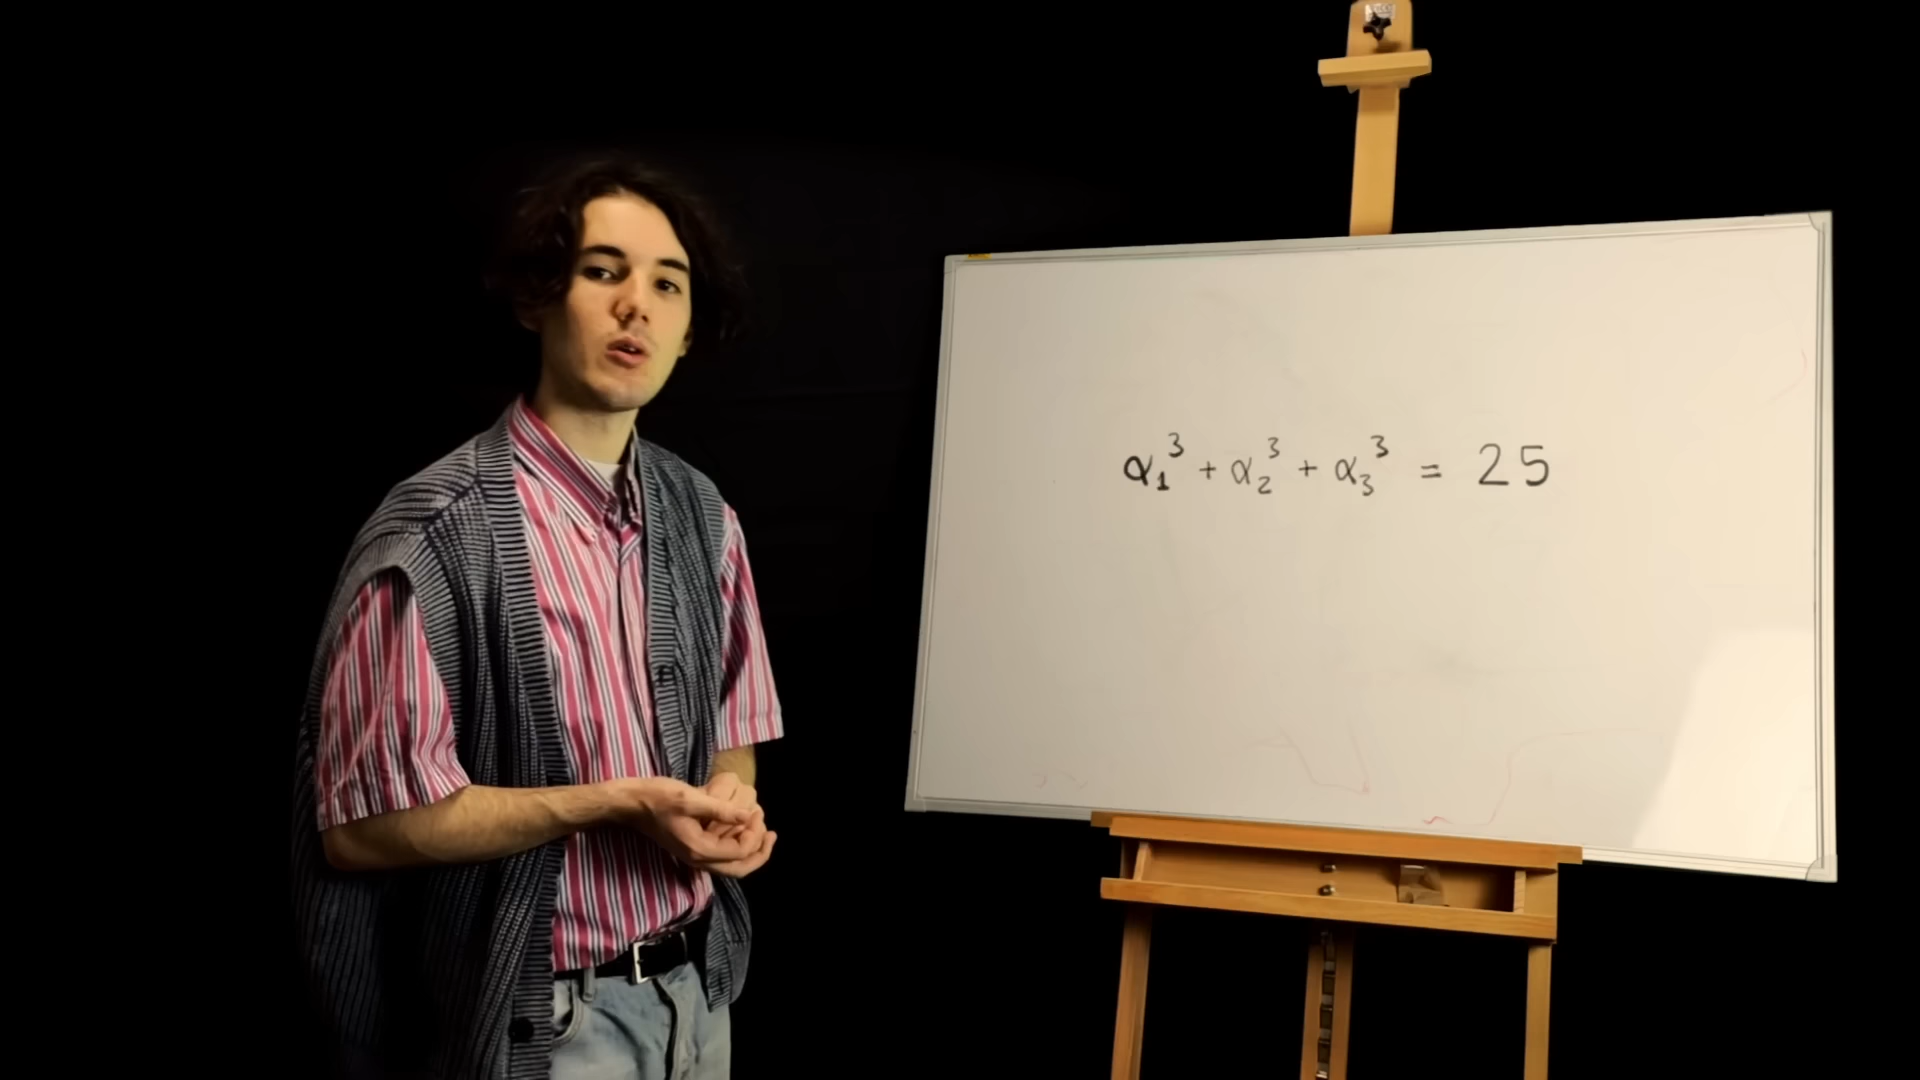 α₁³ + α₂³ + α₃³ = 25